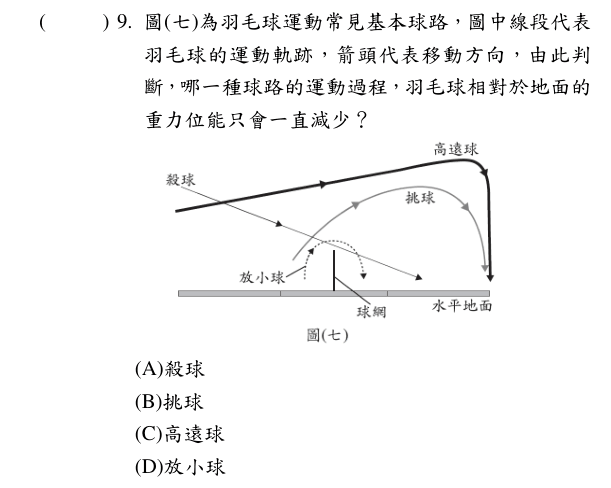 (　　) 9. 圖(七)為羽毛球運動常見基本球路，圖中線段代表
羽毛球的運動軌跡，箭頭代表移動方向，由此判
斷，哪一種球路的運動過程，羽毛球相對於地面的
重力位能只會一直減少？
高遠球
殺球
挑球
放小球
球網
水平地面
圖(七)
(A)殺球
(B)挑球
(C)高遠球
(D)放小球